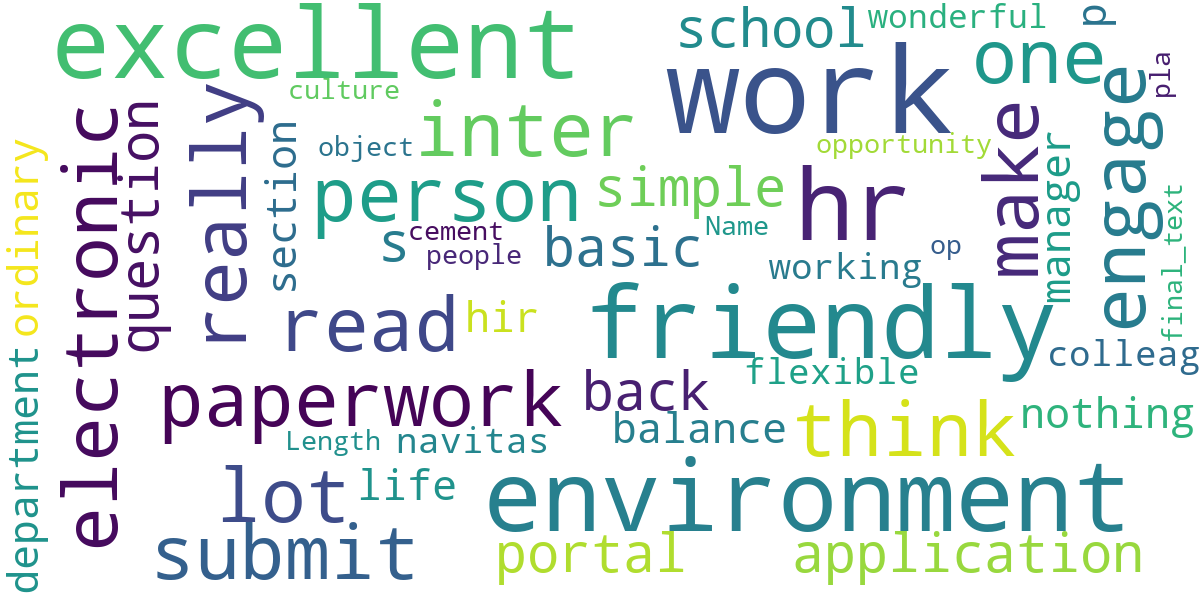 excellent
work
school
wonderful
p
one
pla
culture
inter
really
question
electronic
ordinary
section
object
person
simple
opportunity
hr
make
manager
engage
final_text
s
cement
people
basic
Name
working
op
read
hir
friendly
colleag
department
paperwork
back
flexible
balance
think
nothing
Length
navitas
lot
life
environment
submit
portal
application